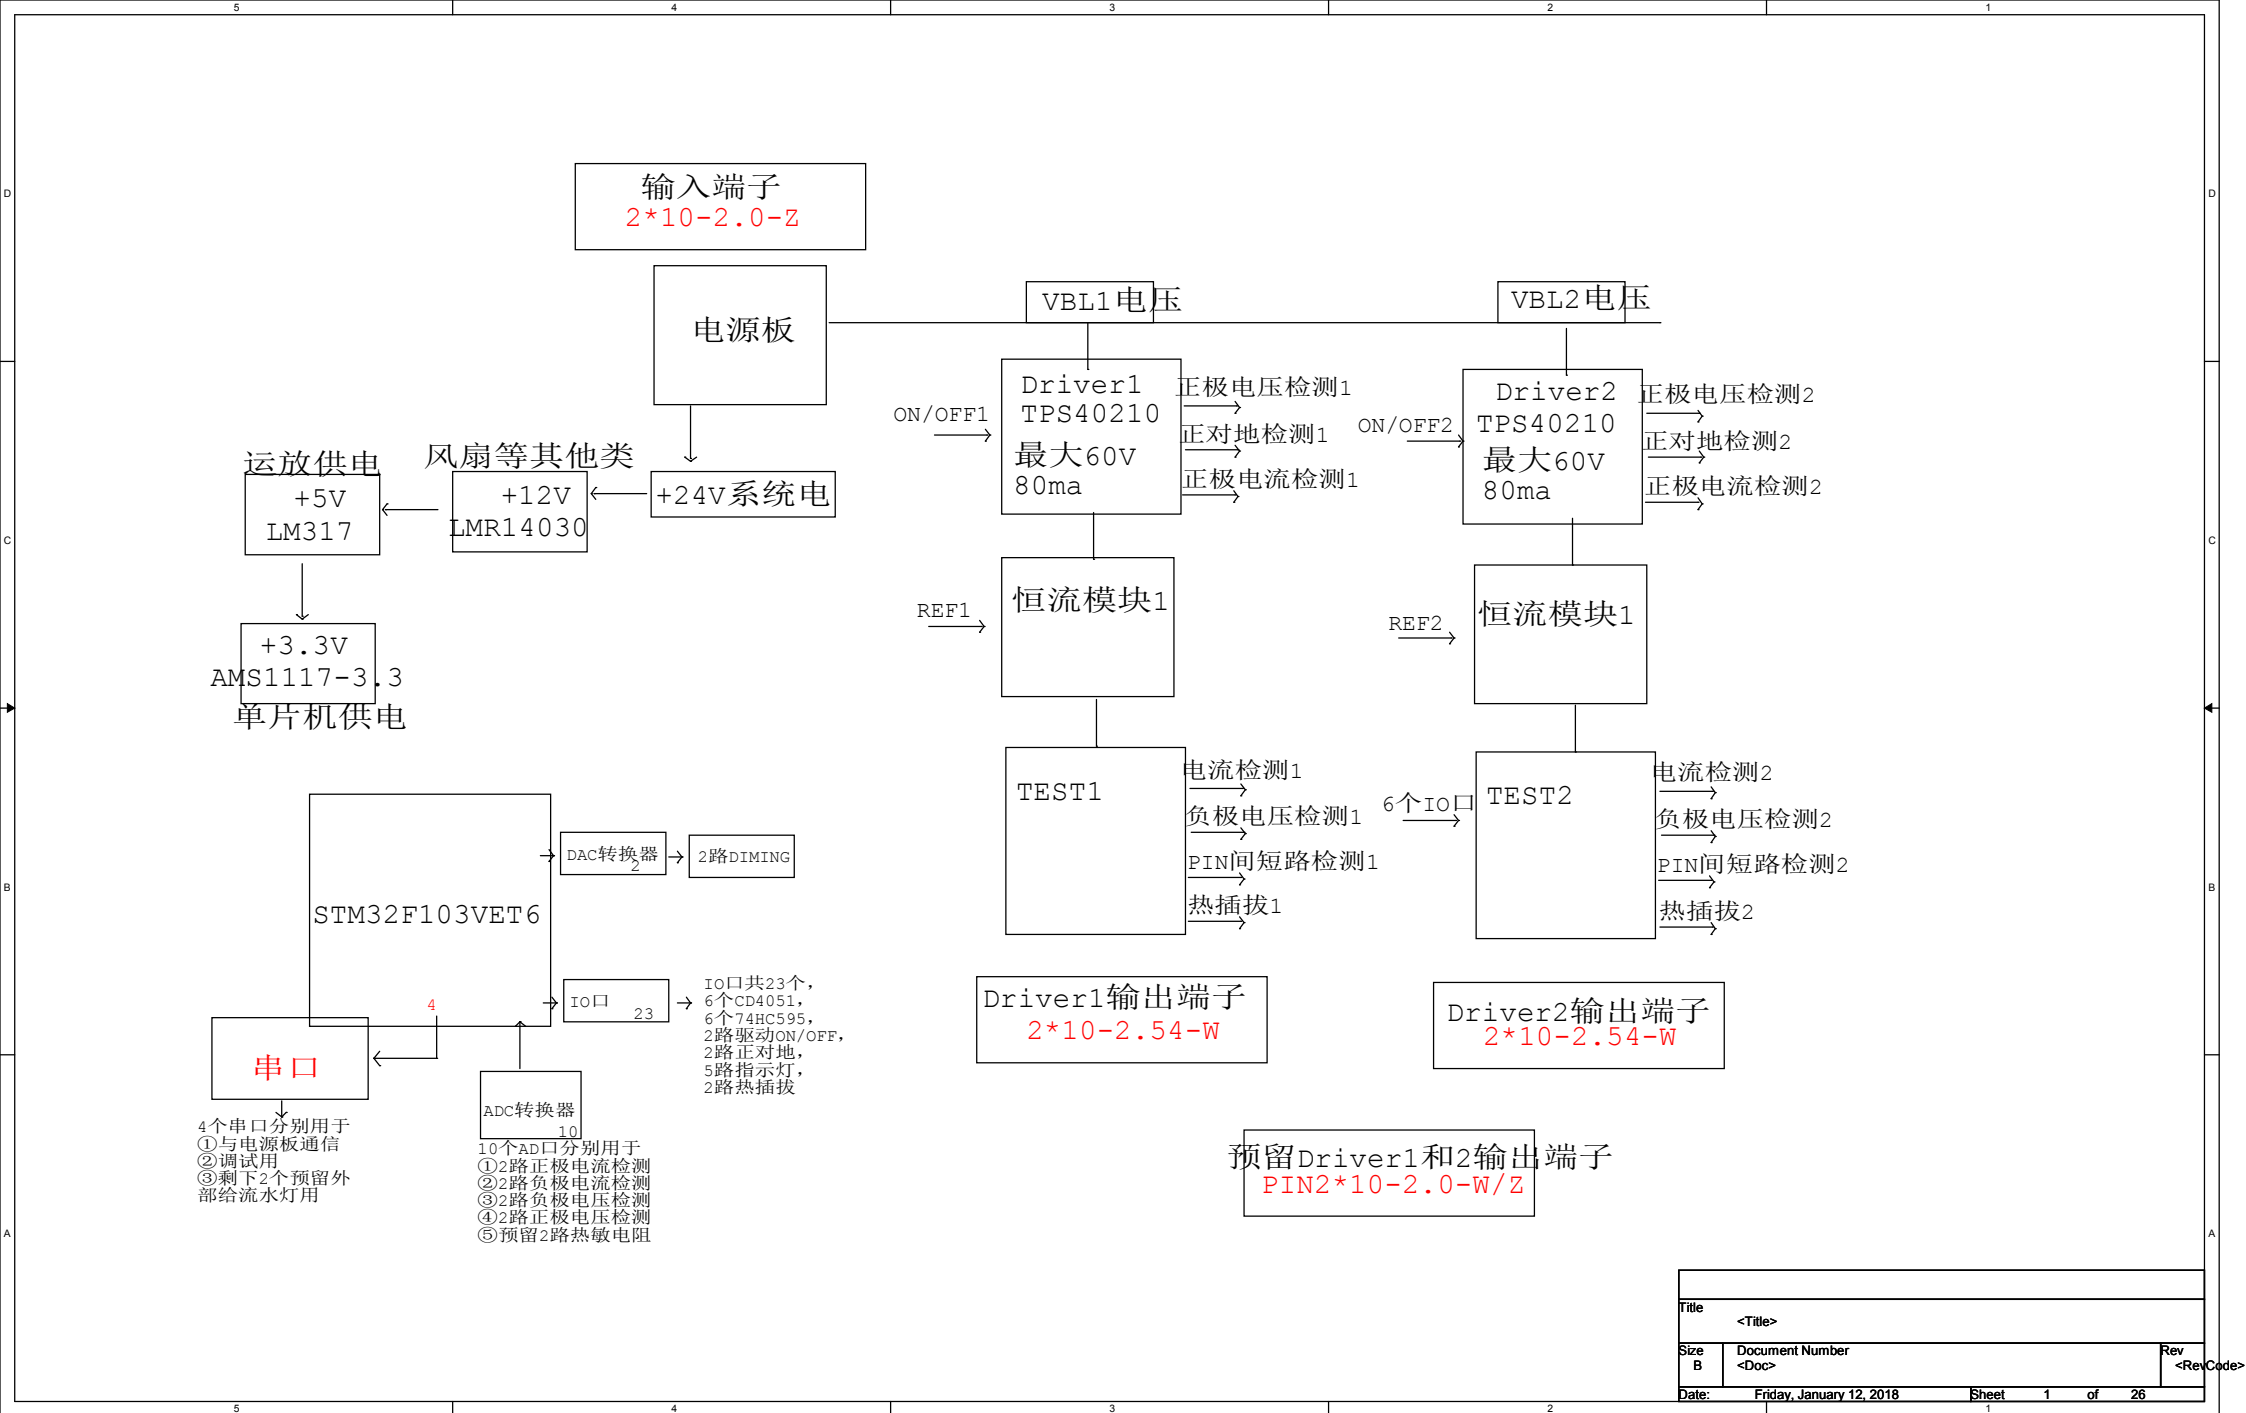 5
4
3
2
1
D
D
C
C
B
B
A
A
输入端子
2*10-2.0-Z
电源板
VBL1电压
VBL2电压
ON/OFF1
Driver1
TPS40210
最大60V
80ma
正极电压检测1
正对地检测1
正极电流检测1
ON/OFF2
Driver2
TPS40210
最大60V
80ma
正极电压检测2
正对地检测2
正极电流检测2
运放供电
+5V
LM317
风扇等其他类
+12V
LMR14030
+24V系统电
+3.3V
AMS1117-3.3
单片机供电
REF1
恒流模块1
REF2
恒流模块1
TEST1
电流检测1
负极电压检测1
PIN间短路检测1
热插拔1
6个IO口
TEST2
电流检测2
负极电压检测2
PIN间短路检测2
热插拔2
STM32F103VET6
4
DAC转换器
2
2路DIMING
IO口
23
IO口共23个，
6个CD4051，
6个74HC595，
2路驱动ON/OFF，
2路正对地，
5路指示灯，
2路热插拔
串口
4个串口分别用于
①与电源板通信
②调试用
③剩下2个预留外
部给流水灯用
ADC转换器
10
10个AD口分别用于
①2路正极电流检测
②2路负极电流检测
③2路负极电压检测
④2路正极电压检测
⑤预留2路热敏电阻
Driver1输出端子
2*10-2.54-W
Driver2输出端子
2*10-2.54-W
预留Driver1和2输出端子
PIN2*10-2.0-W/Z
Title
<Title>
Size
B
Document Number
<Doc>
Rev
<RevCode>
Date:
Friday, January 12, 2018
Sheet 1 of 26
5
4
3
2
1